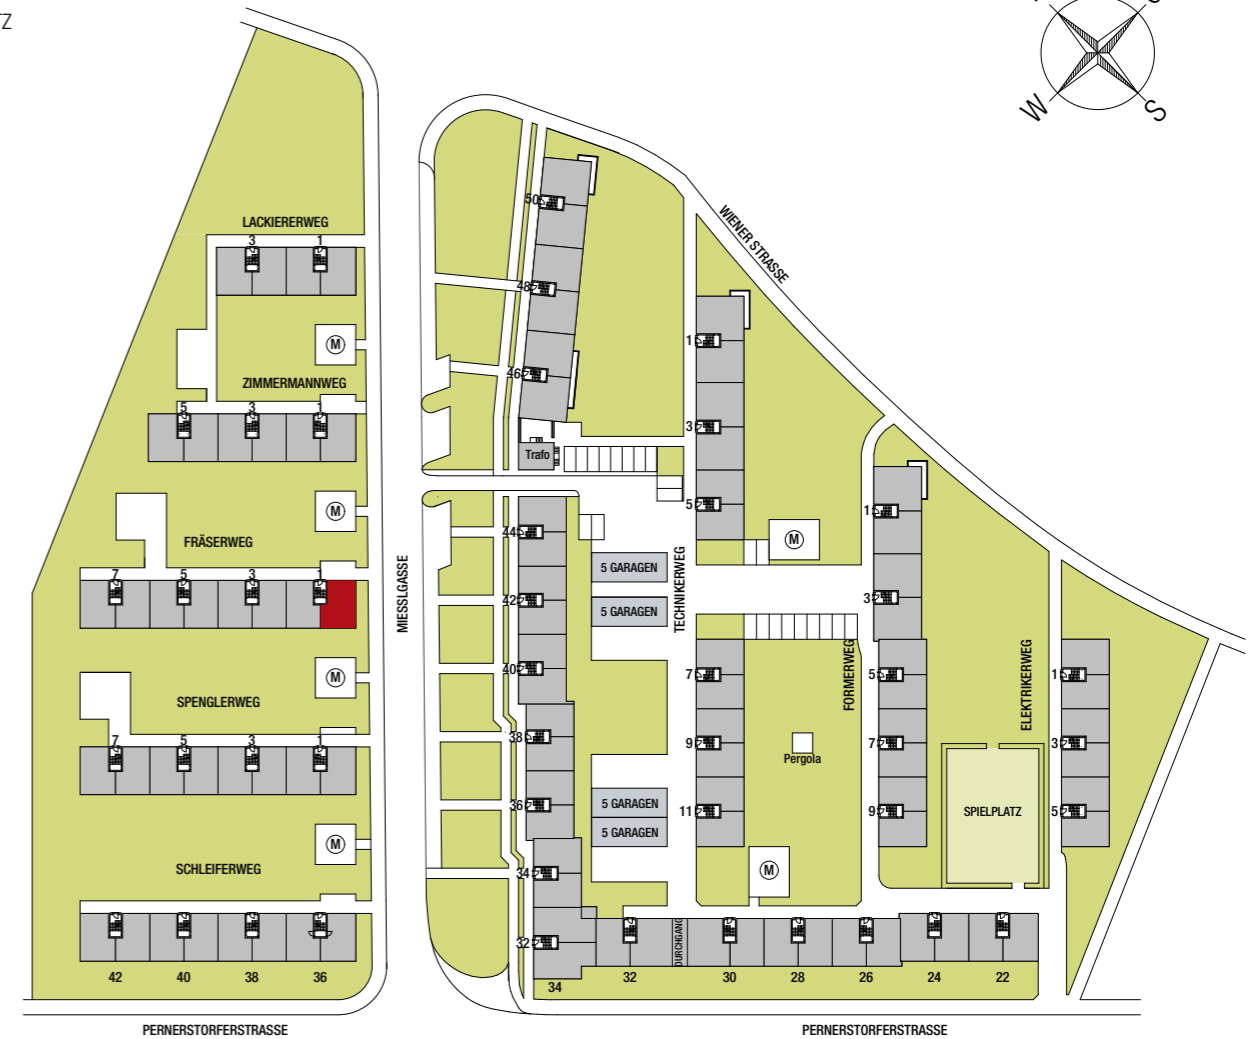 TZ
W
S
WIENER STRASSE
LACKIERERWEG
3 1
M
ZIMMERMANNWEG
5 3 1
M
FRÄSERWEG
7 5 3 1
M
SPENGLERWEG
7 5 3 1
M
SCHLEIFERWEG
42 40 38 36
PERNERSTORFERSTRASSE
MIESSLGASSE
50
48
46
Trafo
44
42
40
38
36
34
32
34
5 GARAGEN
5 GARAGEN
5 GARAGEN
5 GARAGEN
TECHNIKERWEG
1
3
5
M
7
9
11
Pergola
M
FORMERWEG
1
3
5
7
9
ELEKTRIKERWEG
1
3
5
SPIELPLATZ
DURCHGANG
32 30 28 26 24 22
PERNERSTORFERSTRASSE